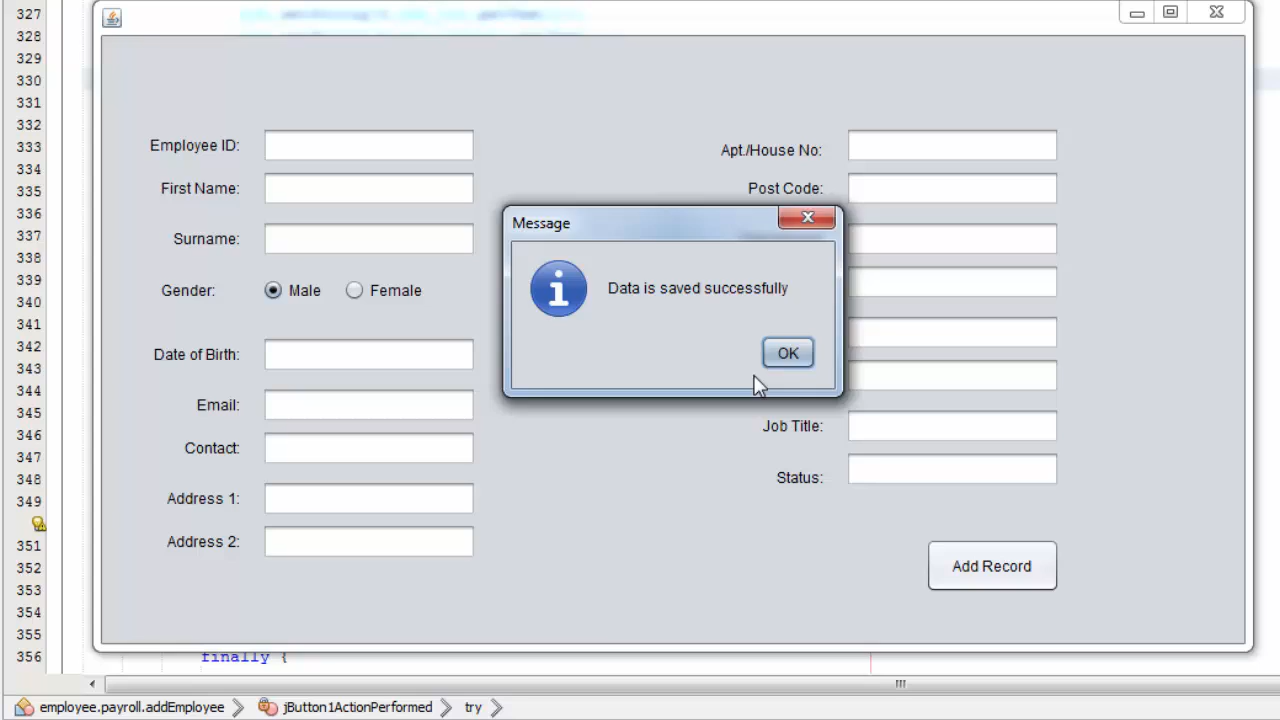 327
328
329
330
331
332
333
334
335
336
337
338
339
340
341
342
343
344
345
346
347
348
349
351
352
353
354
355
356
Employee ID:
First Name:
Surname:
Gender:
Male
Female
Date of Birth:
Email:
Contact:
Address 1:
Address 2:
Apt./House No:
Post Code:
Job Title:
Status:
Add Record
Message
Data is saved successfully
OK
finally {
employee.payroll.addEmployee
jButton1ActionPerformed
try